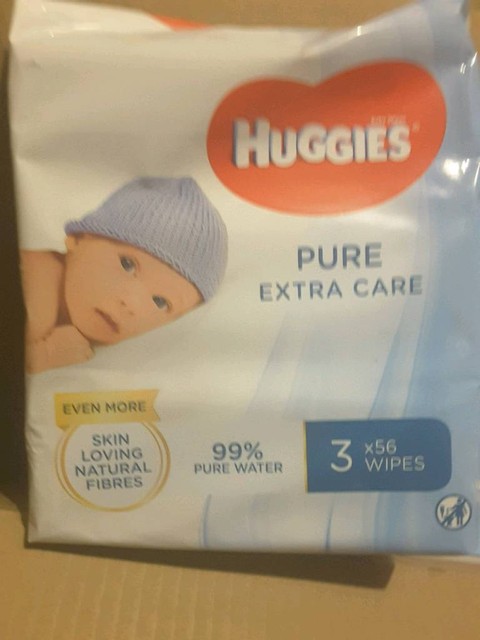 HUGGIES
PURE
EXTRA CARE
EVEN MORE
SKIN
LOVING
NATURAL
FIBRES
99%
PURE WATER
3 x56
WIPES